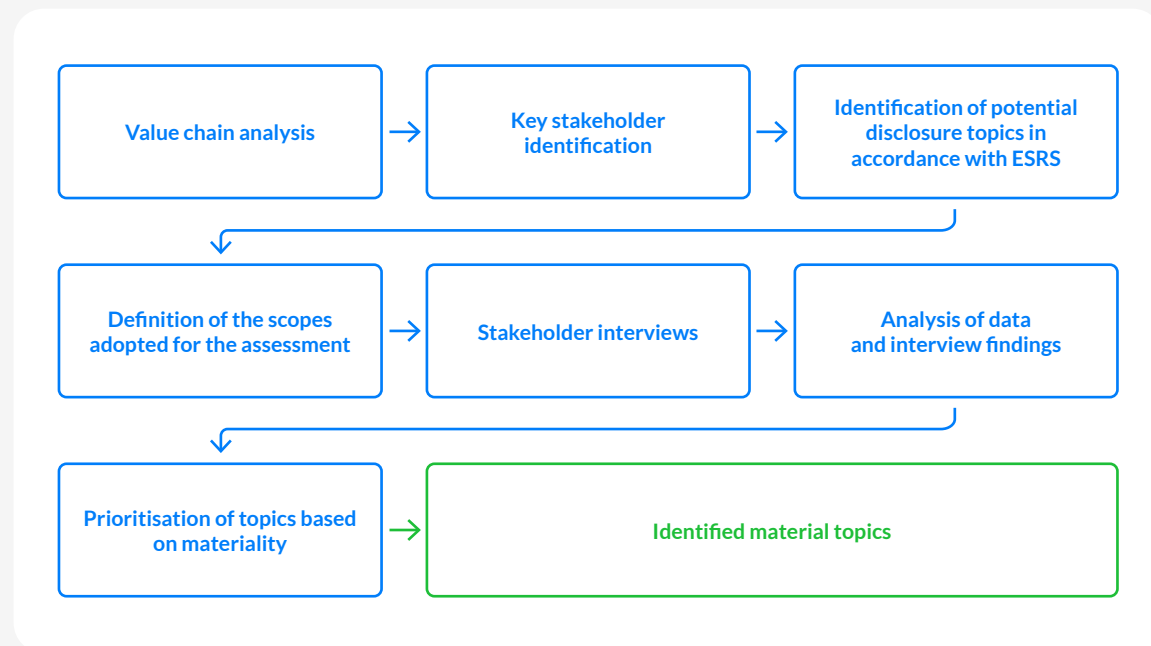 Value chain analysis
Key stakeholder
identification
Identification of potential
disclosure topics in
accordance with ESRS
Definition of the scopes
adopted for the assessment
Stakeholder interviews
Analysis of data
and interview findings
Prioritisation of topics based
on materiality
Identified material topics